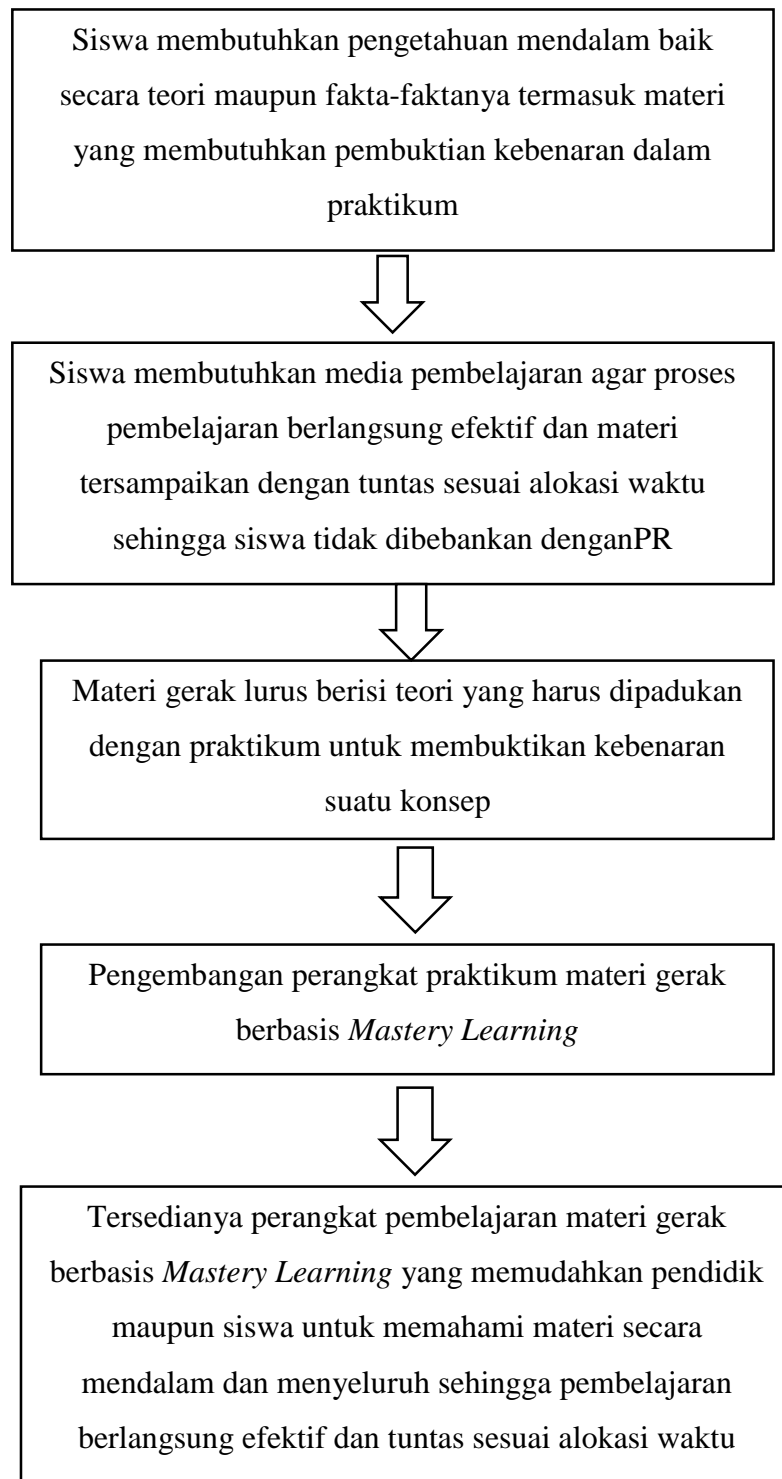 Siswa membutuhkan pengetahuan mendalam baik
secara teori maupun fakta-faktanya termasuk materi
yang membutuhkan pembuktian kebenaran dalam
praktikum
Siswa membutuhkan media pembelajaran agar proses
pembelajaran berlangsung efektif dan materi
tersampaikan dengan tuntas sesuai alokasi waktu
sehingga siswa tidak dibebankan denganPR
Materi gerak lurus berisi teori yang harus dipadukan
dengan praktikum untuk membuktikan kebenaran
suatu konsep
Pengembangan perangkat praktikum materi gerak
berbasis Mastery Learning
Tersedianya perangkat pembelajaran materi gerak
berbasis Mastery Learning yang memudahkan pendidik
maupun siswa untuk memahami materi secara
mendalam dan menyeluruh sehingga pembelajaran
berlangsung efektif dan tuntas sesuai alokasi waktu